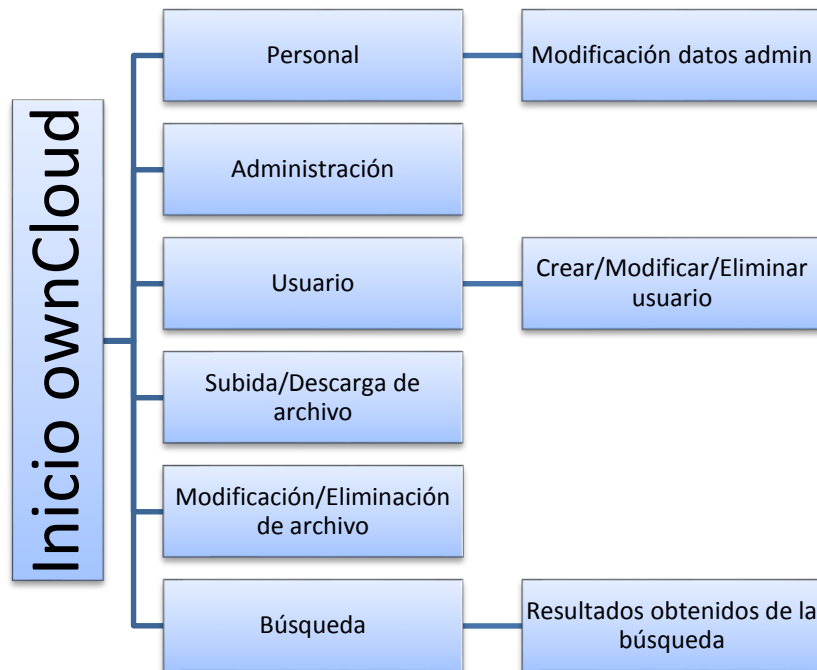 Inicio ownCloud
Personal
Modificación datos admin
Administración
Usuario
Crear/Modificar/Eliminar
usuario
Subida/Descarga de
archivo
Modificación/Eliminación
de archivo
Búsqueda
Resultados obtenidos de la
búsqueda